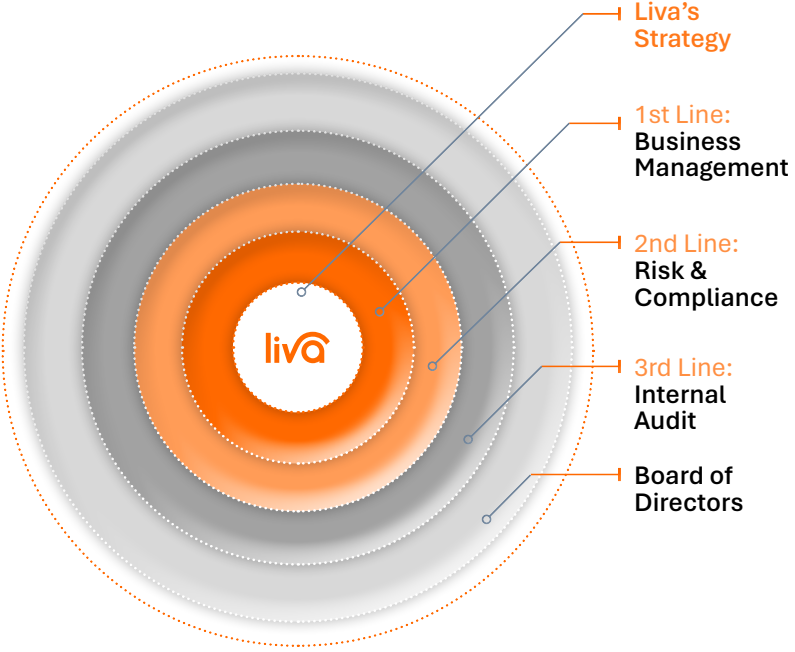 Liva's
Strategy
1st Line:
Business
Management
2nd Line:
Risk &
Compliance
liva
3rd Line:
Internal
Audit
Board of
Directors